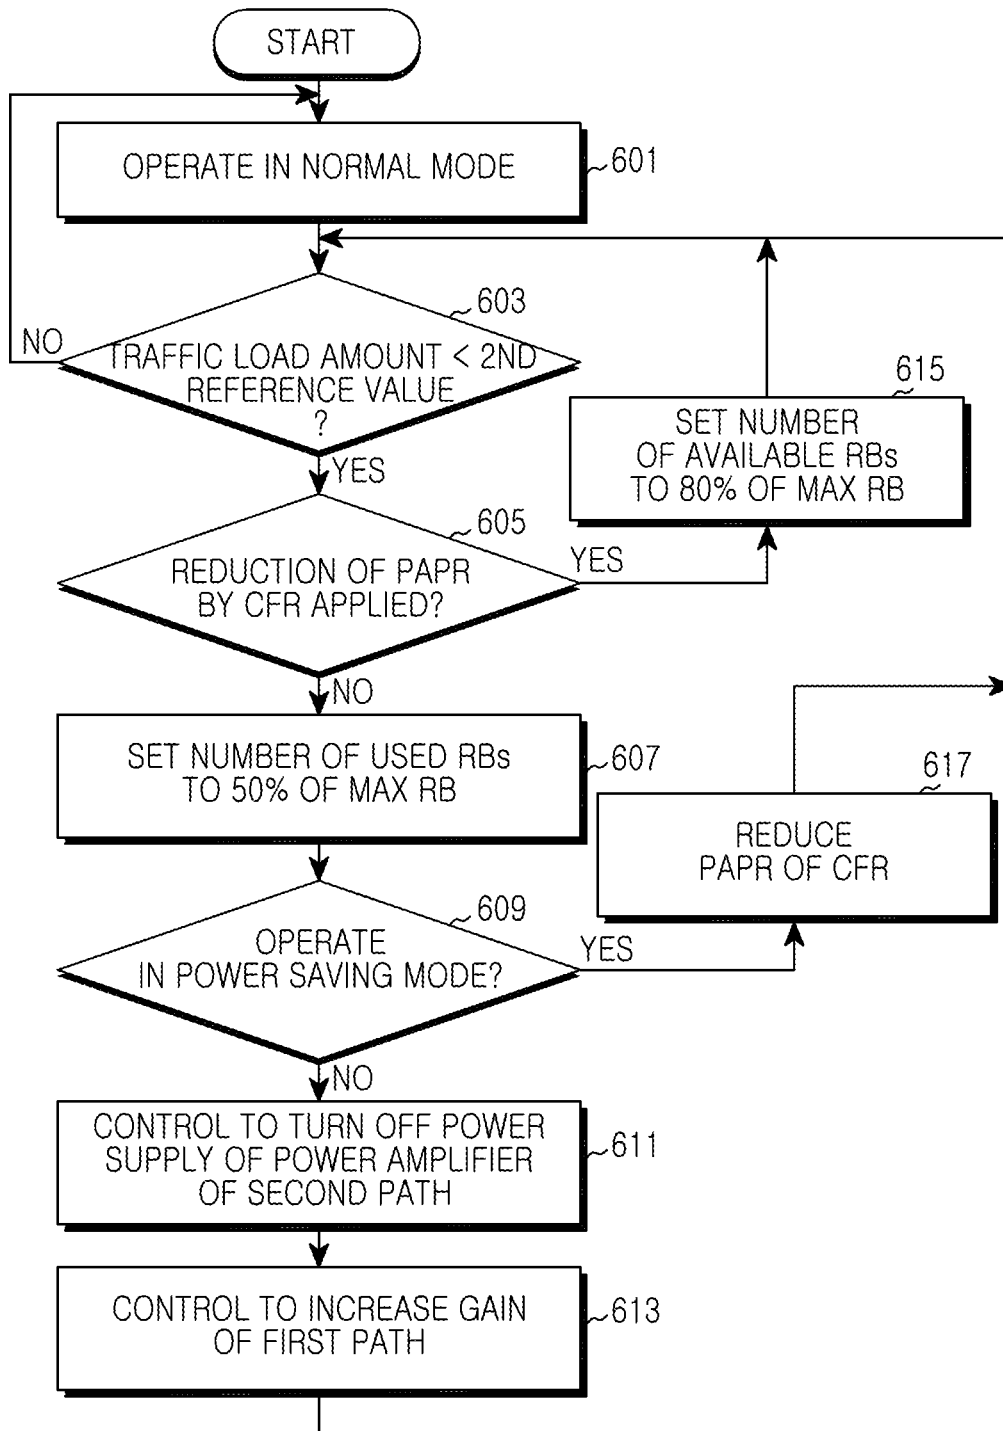 START
OPERATE IN NORMAL MODE
601
603
NO
TRAFFIC LOAD AMOUNT < 2ND
REFERENCE VALUE
?
YES
615
SET NUMBER
OF AVAILABLE RBs
TO 80% OF MAX RB
605
REDUCTION OF PAPR
BY CFR APPLIED?
YES
NO
SET NUMBER OF USED RBs
TO 50% OF MAX RB
607
617
REDUCE
PAPR OF CFR
609
OPERATE
IN POWER SAVING MODE?
YES
NO
CONTROL TO TURN OFF POWER
SUPPLY OF POWER AMPLIFIER
OF SECOND PATH
611
CONTROL TO INCREASE GAIN
OF FIRST PATH
613